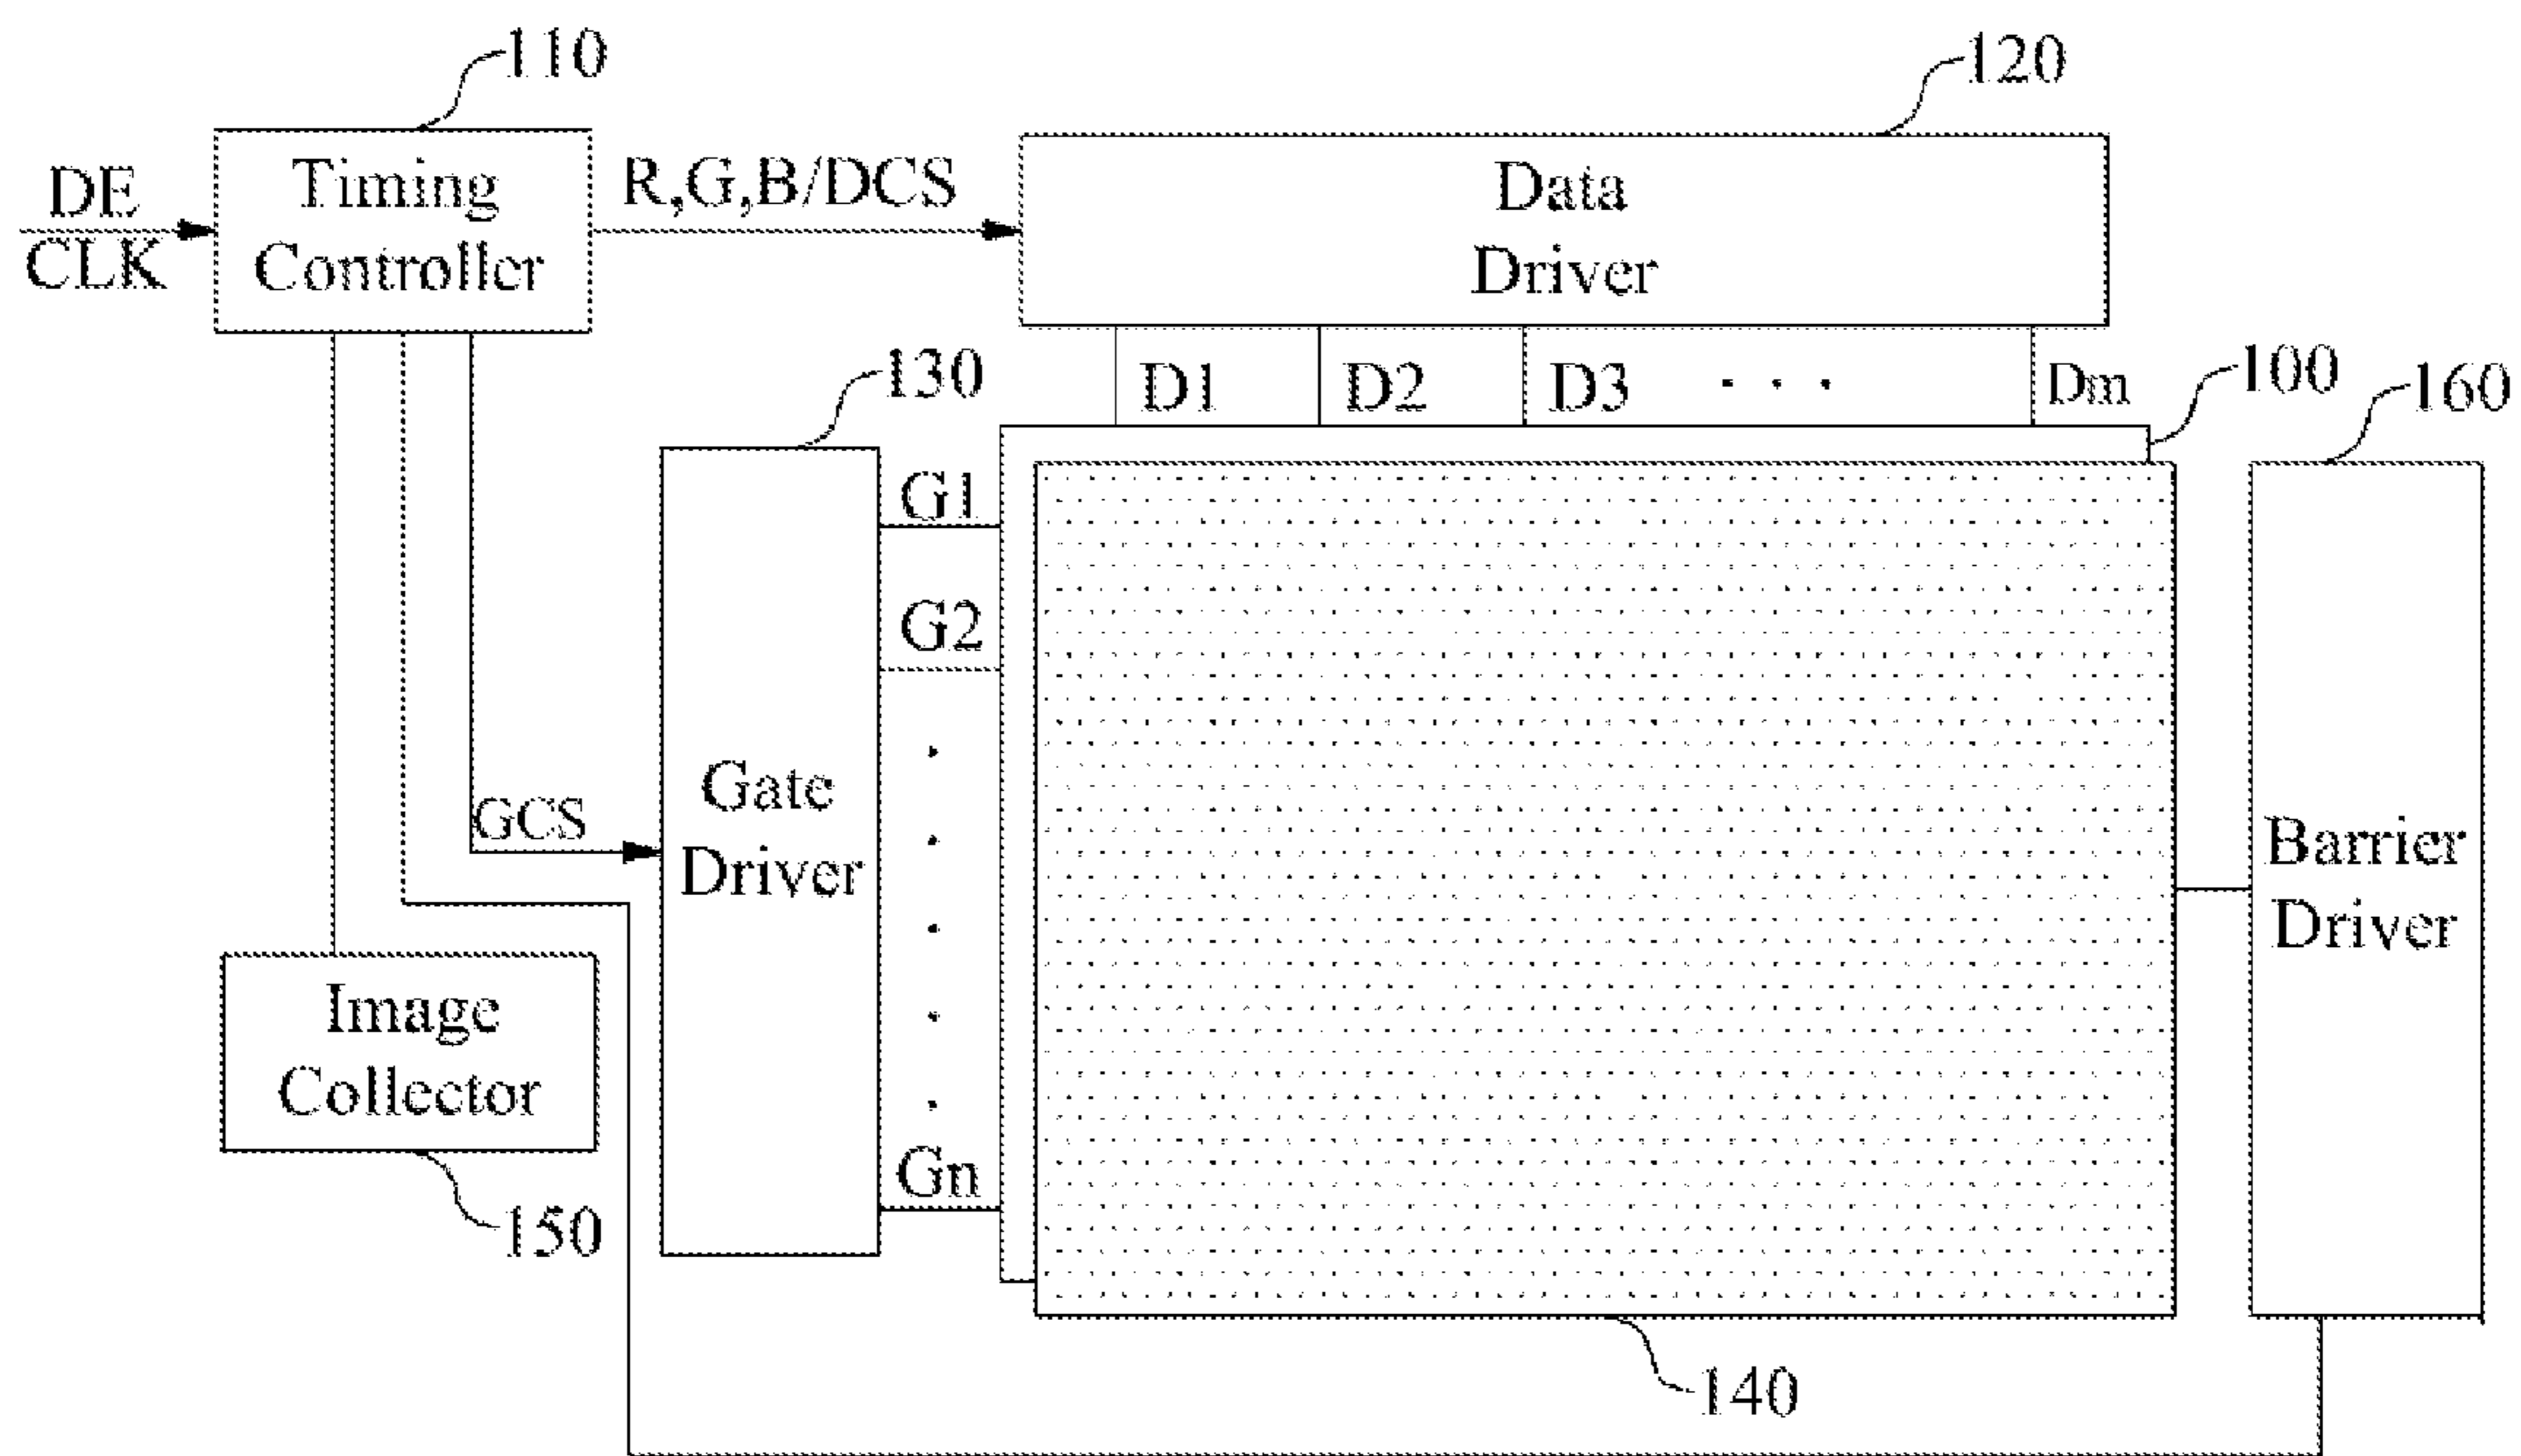 110
120
DE
CLK
Timing
Controller
R,G,B/DCS
Data
Driver
130
D1
D2
D3
. . .
Dm
100
160
G1
G2
GCS
Gate
Driver
Barrier
Driver
Image
Collector
Gn
150
140